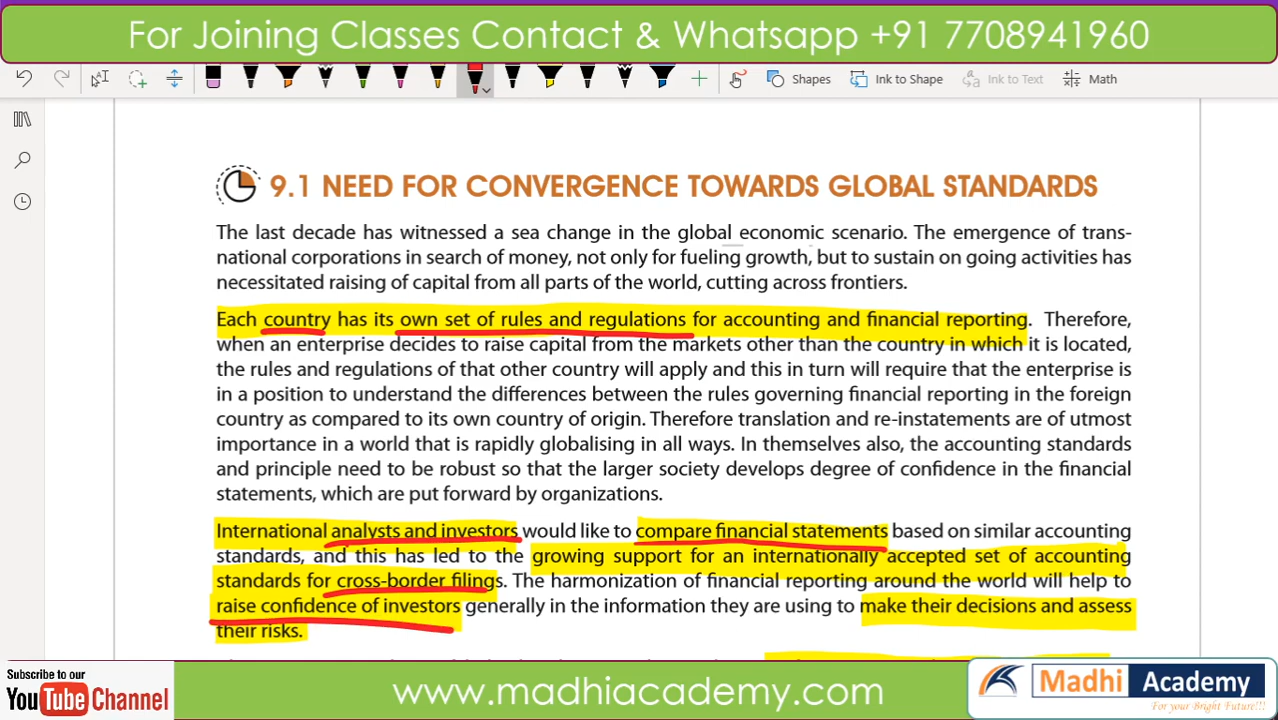 For Joining Classes Contact & Whatsapp +91 7708941960
Shapes
Ink to Shape
Ink to Text
Math
9.1 NEED FOR CONVERGENCE TOWARDS GLOBAL STANDARDS
The last decade has witnessed a sea change in the global economic scenario. The emergence of trans-
national corporations in search of money, not only for fueling growth, but to sustain on going activities has
necessitated raising of capital from all parts of the world, cutting across frontiers.
Each country has its own set of rules and regulations for accounting and financial reporting. Therefore,
when an enterprise decides to raise capital from the markets other than the country in which it is located,
the rules and regulations of that other country will apply and this in turn will require that the enterprise is
in a position to understand the differences between the rules governing financial reporting in the foreign
country as compared to its own country of origin. Therefore translation and re-instatements are of utmost
importance in a world that is rapidly globalising in all ways. In themselves also, the accounting standards
and principle need to be robust so that the larger society develops degree of confidence in the financial
statements, which are put forward by organizations.
International analysts and investors would like to compare financial statements based on similar accounting
standards, and this has led to the growing support for an internationally accepted set of accounting
standards for cross-border filings. The harmonization of financial reporting around the world will help to
raise confidence of investors generally in the information they are using to make their decisions and assess
their risks.
Subscribe to our
YouTube Channel
www.madhiacademy.com
Madhi Academy
For your Bright Future!!!